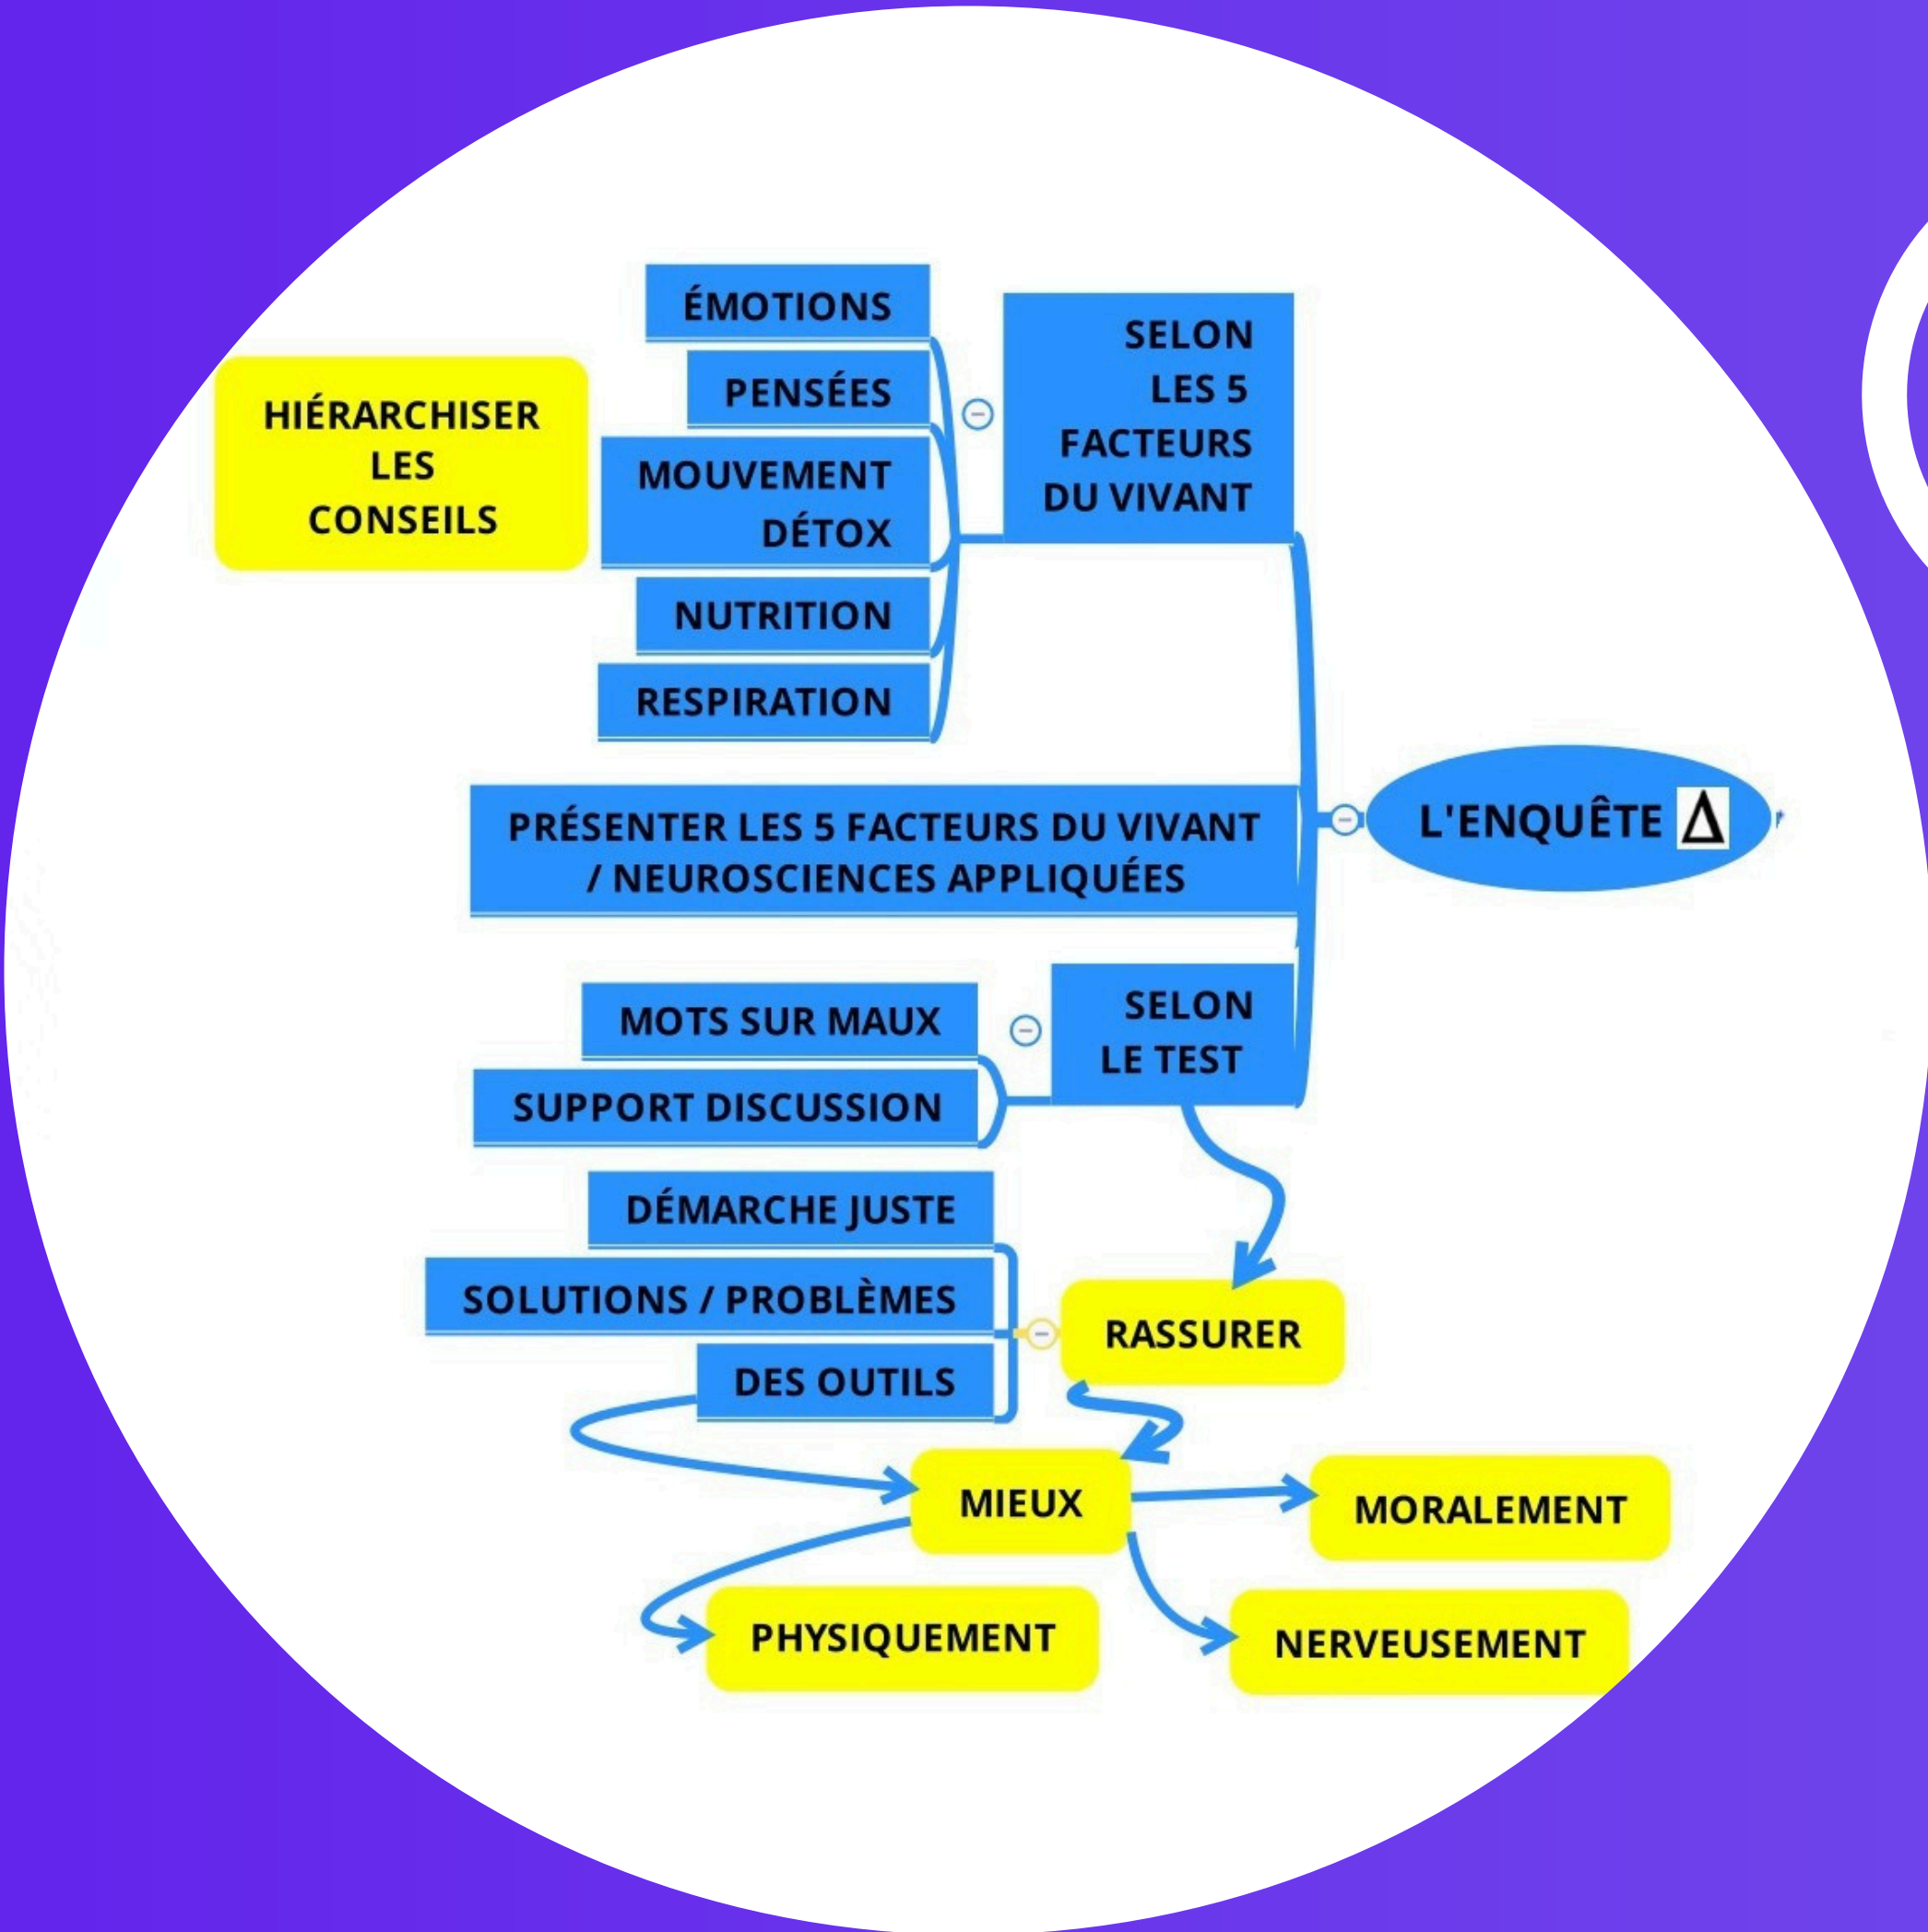 ÉMOTIONS
PENSÉES
MOUVEMENT
DÉTOX
NUTRITION
RESPIRATION
SELON
LES 5
FACTEURS
DU VIVANT
HIÉRARCHISER
LES
CONSEILS
PRÉSENTER LES 5 FACTEURS DU VIVANT
/ NEUROSCIENCES APPLIQUÉES
L'ENQUÊTE Δ
MOTS SUR MAUX
SUPPORT DISCUSSION
SELON
LE TEST
DÉMARCHE JUSTE
SOLUTIONS / PROBLÈMES
DES OUTILS
RASSURER
MIEUX
MORALEMENT
PHYSIQUEMENT
NERVEUSEMENT